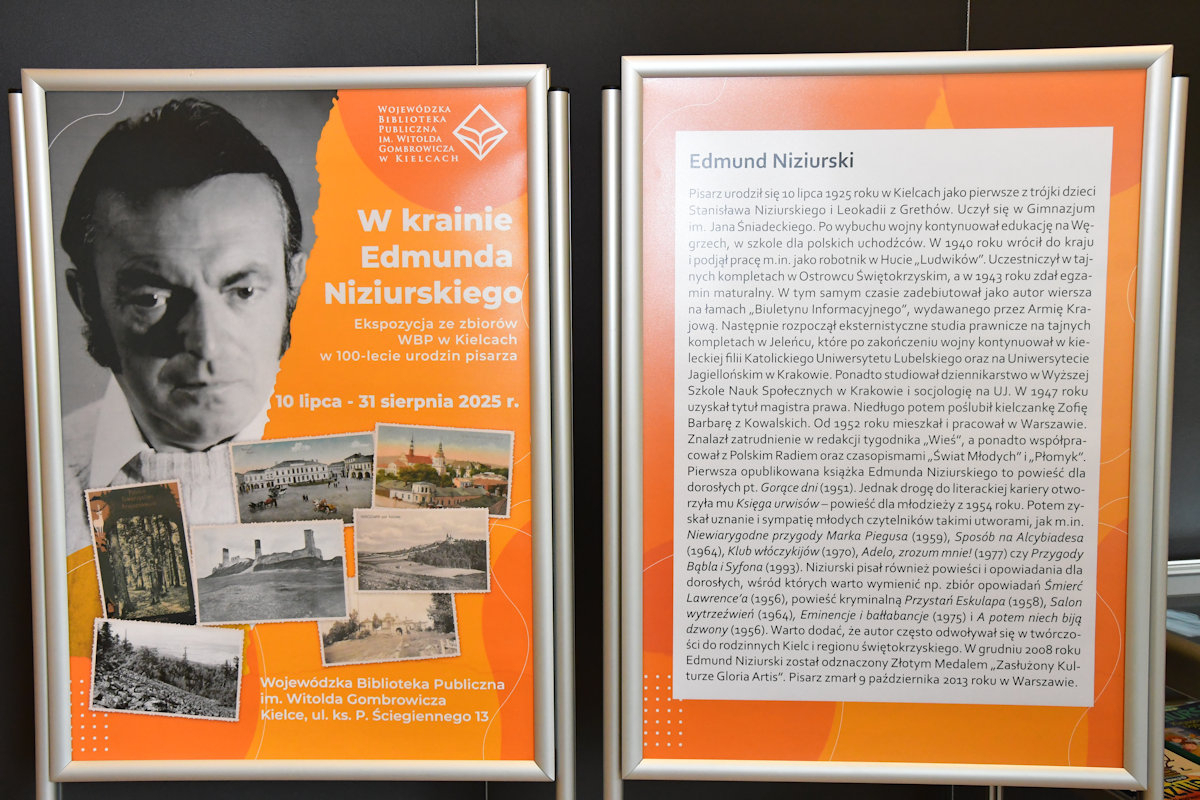 WOJEWÓDZKA
BIBLIOTEKA
PUBLICZNA
IM. WITOLDA
GOMBROWICZA
W KIELCACH
W krainie
Edmunda
Niziurskiego
Ekspozycja ze zbiorów
WBP w Kielcach
w 100-lecie urodzin pisarza
10 lipca - 31 sierpnia 2025 r.
Wojewódzka Biblioteka Publiczna
im. Witolda Gombrowicza
Kielce, ul. ks. P. Ściegiennego 13
Edmund Niziurski
Pisarz urodził się 10 lipca 1925 roku w Kielcach jako pierwsze z trójki dzieci
Stanisława Niziurskiego i Leokadii z Grethów. Uczył się w Gimnazjum
im. Jana Śniadeckiego. Po wybuchu wojny kontynuował edukację na Wę-
grzech, w szkole dla polskich uchodźców. W 1940 roku wrócił do kraju
i podjął pracę m.in. jako robotnik w Hucie „Ludwików”. Uczestniczył w taj-
nych kompletach w Ostrowcu Świętokrzyskim, a w 1943 roku zdał egza-
min maturalny. W tym samym czasie zadebiutował jako autor wiersza
na łamach „Biuletynu Informacyjnego”, wydawanego przez Armię Kra-
jową. Następnie rozpoczął eksternistyczne studia prawnicze na tajnych
kompletach w Jeleńcu, które po zakończeniu wojny kontynuował w kie-
leckiej filii Katolickiego Uniwersytetu Lubelskiego oraz na Uniwersytecie
Jagiellońskim w Krakowie. Ponadto studiował dziennikarstwo w Wyższej
Szkole Nauk Społecznych w Krakowie i socjologię na UJ. W 1947 roku
uzyskał tytuł magistra prawa. Niedługo potem poślubił kielczankę Zofię
Barbarę z Kowalskich. Od 1952 roku mieszkał i pracował w Warszawie.
Znalazł zatrudnienie w redakcji tygodnika „Wieś”, a ponadto współpra-
cował z Polskim Radiem oraz czasopismami „Świat Młodych” i „Płomyk”.
Pierwsza opublikowana książka Edmunda Niziurskiego to powieść dla
dorosłych pt. Gorące dni (1951). Jednak drogę do literackiej kariery otwo-
rzyła mu Księga urwisów – powieść dla młodzieży z 1954 roku. Potem zy-
skał uznanie i sympatię młodych czytelników takimi utworami, jak m.in.
Niewiarygodne przygody Marka Piegusa (1959), Sposób na Alcybiadesa
(1964), Klub włóczykijów (1970), Adelo, zrozum mnie! (1977) czy Przygody
Bąbla i Syfona (1993). Niziurski pisał również powieści i opowiadania dla
dorosłych, wśród których warto wymienić np. zbiór opowiadań Śmierć
Lawrence’a (1956), powieść kryminalną Przystań Eskulapa (1958), Salon
wytrzeźwień (1964), Eminencje i bałłabancje (1975) i A potem niech biją
dzwony (1956). Warto dodać, że autor często odwoływał się w twórczo-
ści do rodzinnych Kielc i regionu świętokrzyskiego. W grudniu 2008 roku
Edmund Niziurski został odznaczony Złotym Medalem „Zasłużony Kul-
turze Gloria Artis”. Pisarz zmarł 9 października 2013 roku w Warszawie.